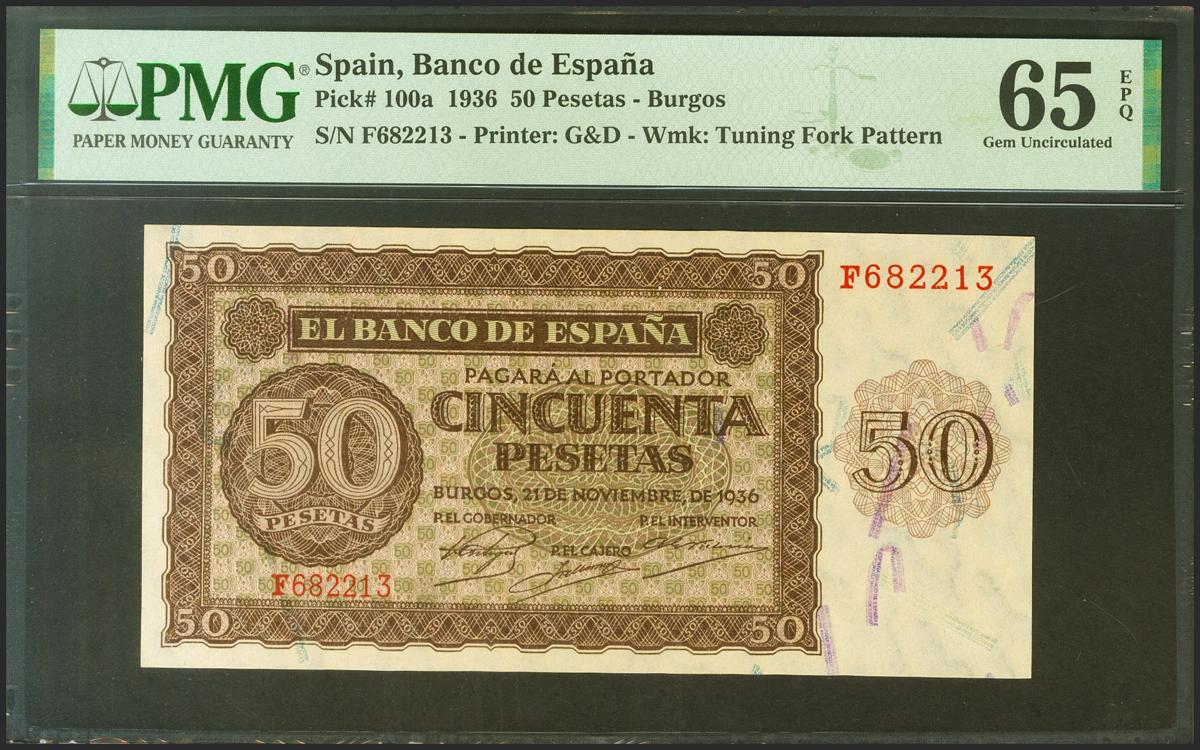 PMG®
PAPER MONEY GUARANTY
Spain, Banco de España
Pick# 100a 1936 50 Pesetas - Burgos
S/N F682213 - Printer: G&D - Wmk: Tuning Fork Pattern
65 EPQ
Gem Uncirculated
50 50
F682213
EL BANCO DE ESPAÑA
PAGARÁ AL PORTADOR
CINCUENTA
PESETAS
50
PESETAS
50
BURGOS, 21 DE NOVIEMBRE, DE 1936
P. EL GOBERNADOR P. EL INTERVENTOR
P. EL CAJERO
F682213
50 50